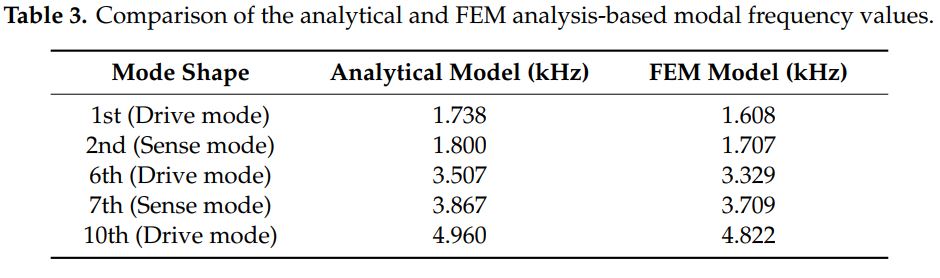 Table 3. Comparison of the analytical and FEM analysis-based modal frequency values.
Mode Shape Analytical Model (kHz) FEM Model (kHz)
1st (Drive mode) 1.738 1.608
2nd (Sense mode) 1.800 1.707
6th (Drive mode) 3.507 3.329
7th (Sense mode) 3.867 3.709
10th (Drive mode) 4.960 4.822